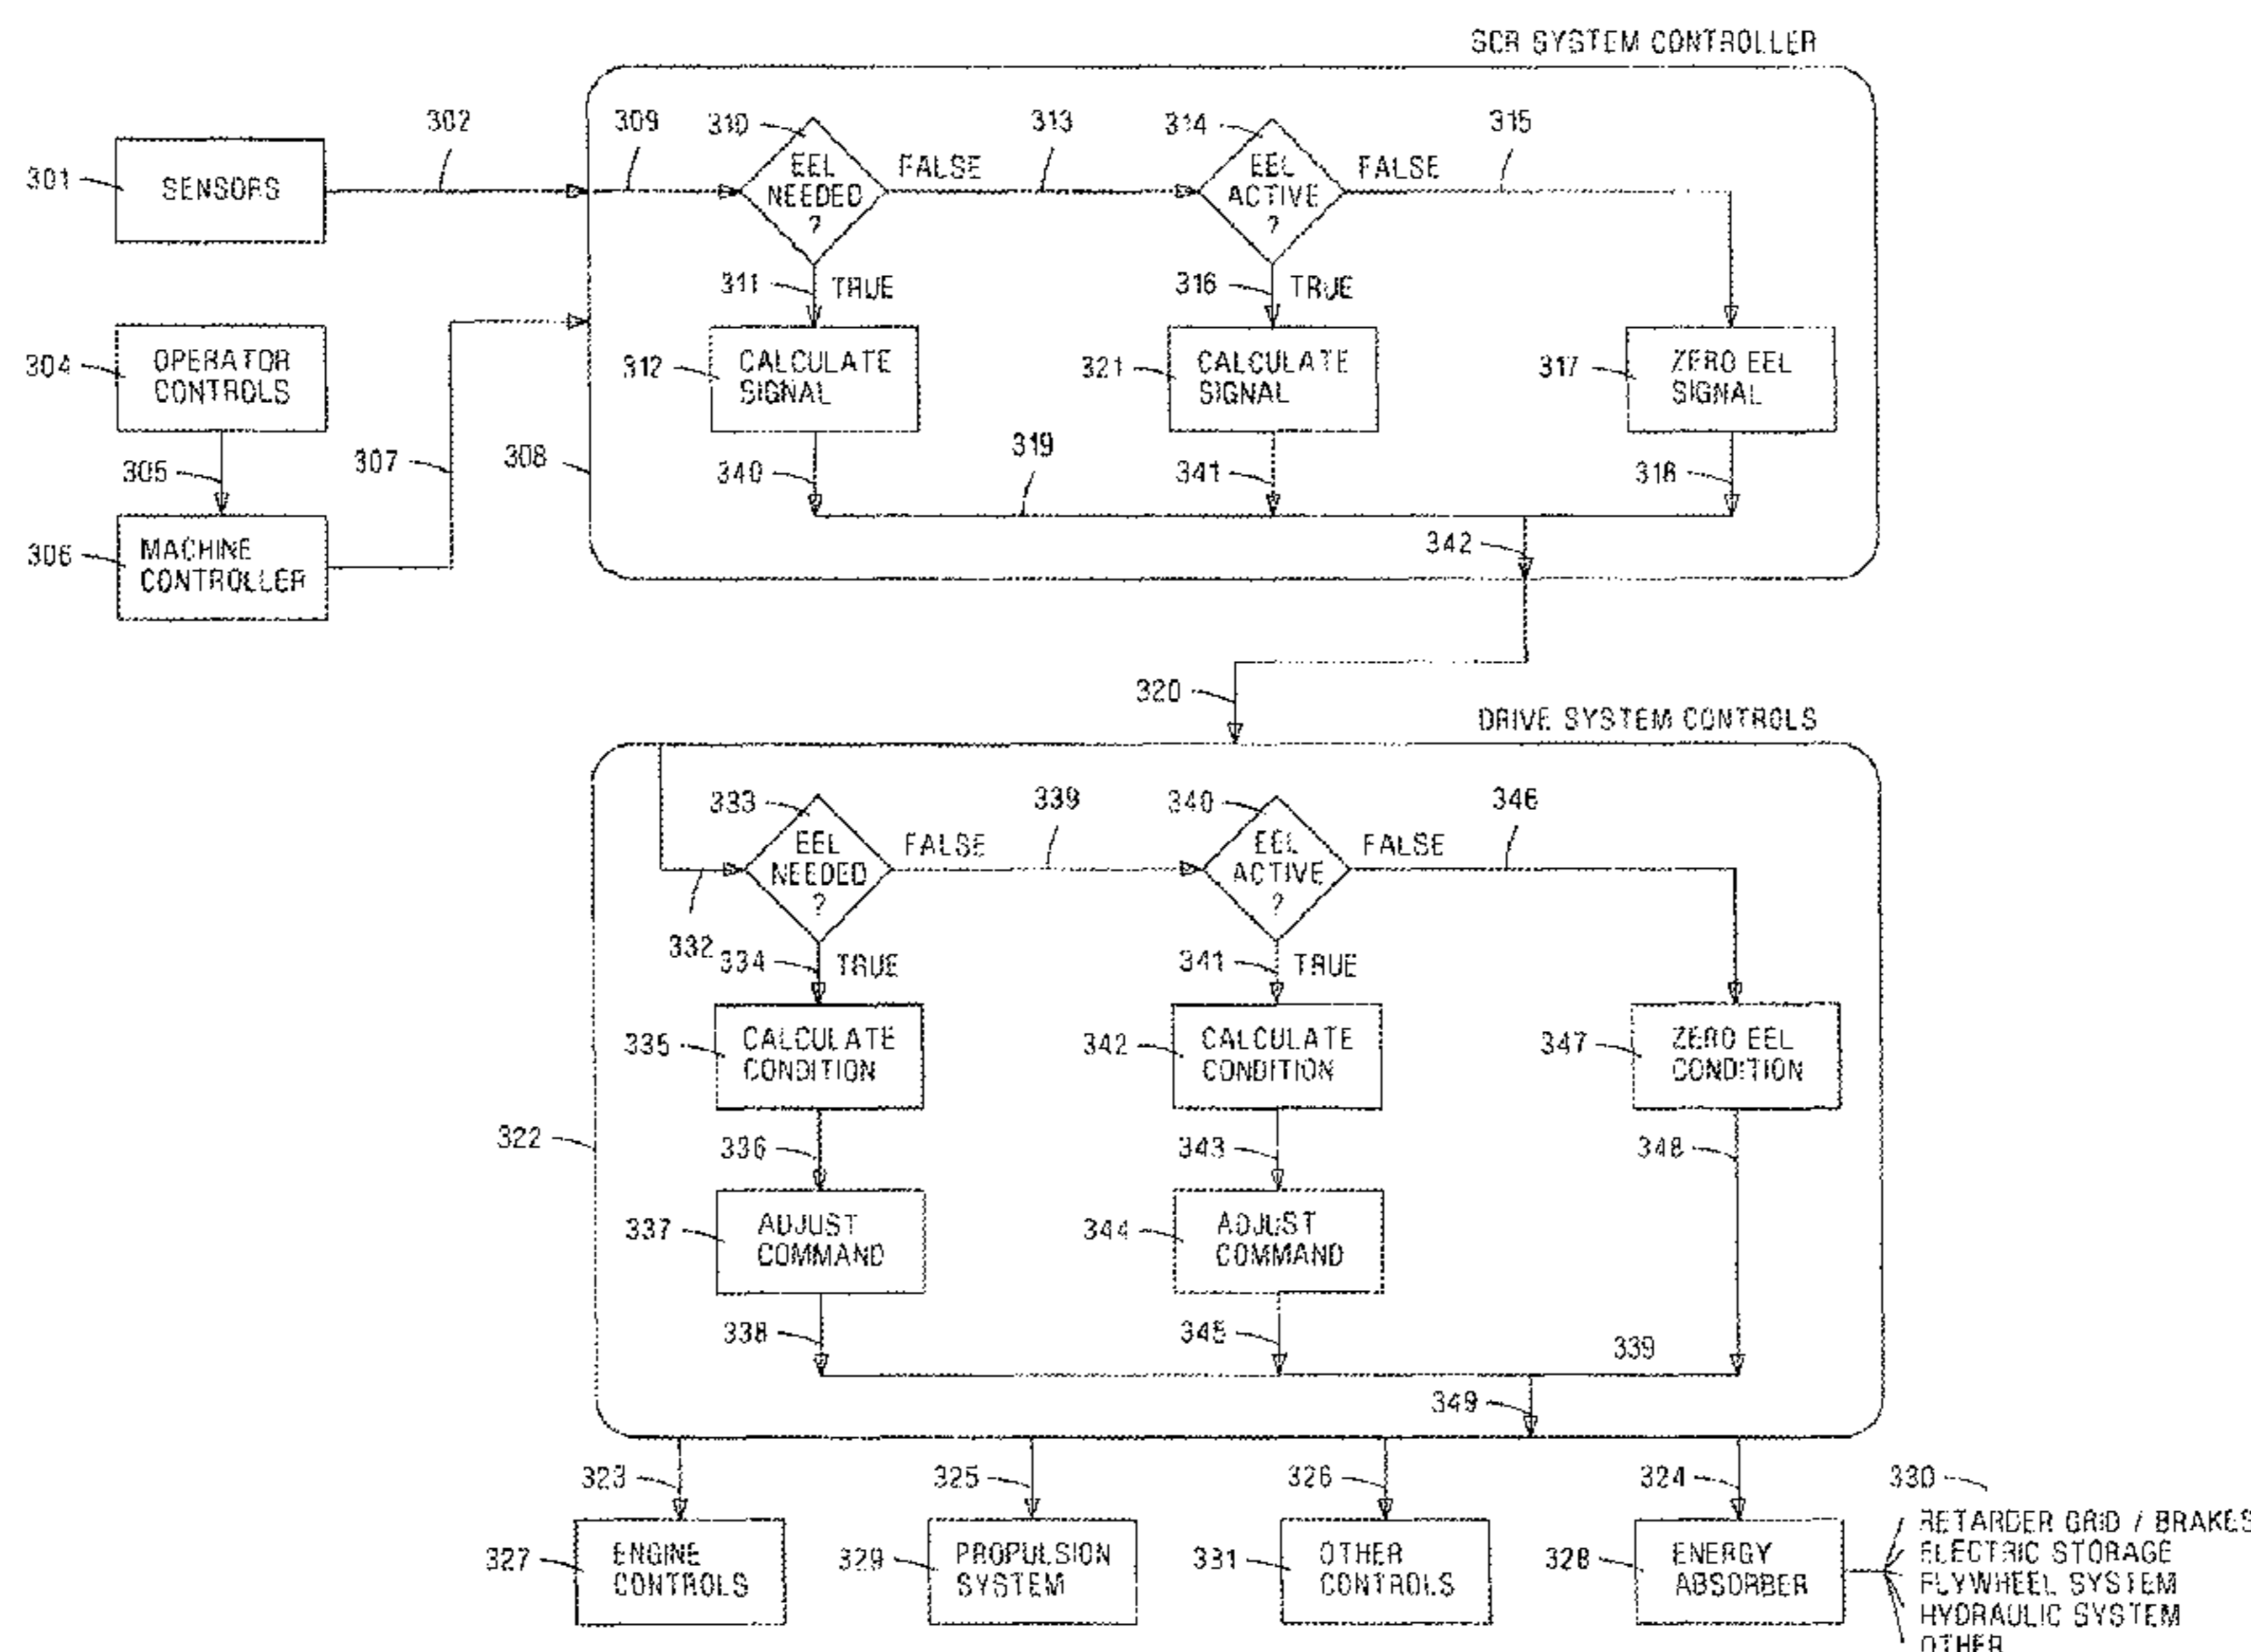 SCR SYSTEM CONTROLLER
302
309
310
313
314
315
301
SENSORS
EEL
NEEDED
?
FALSE
EEL
ACTIVE
?
FALSE
311
TRUE
316
TRUE
304
OPERATOR
CONTROLS
312
CALCULATE
SIGNAL
321
CALCULATE
SIGNAL
317
ZERO EEL
SIGNAL
305
307
308
340
319
341
318
306
MACHINE
CONTROLLER
342
320
DRIVE SYSTEM CONTROLS
333
339
340
346
EEL
NEEDED
?
FALSE
EEL
ACTIVE
?
FALSE
332
334
TRUE
341
TRUE
335
CALCULATE
CONDITION
342
CALCULATE
CONDITION
347
ZERO EEL
CONDITION
322
336
343
348
337
ADJUST
COMMAND
344
ADJUST
COMMAND
338
345
339
349
323
325
326
324
330
327
ENGINE
CONTROLS
329
PROPULSION
SYSTEM
331
OTHER
CONTROLS
328
ENERGY
ABSORBER
RETARDER GRID / BRAKES
ELECTRIC STORAGE
FLYWHEEL SYSTEM
HYDRAULIC SYSTEM
OTHER